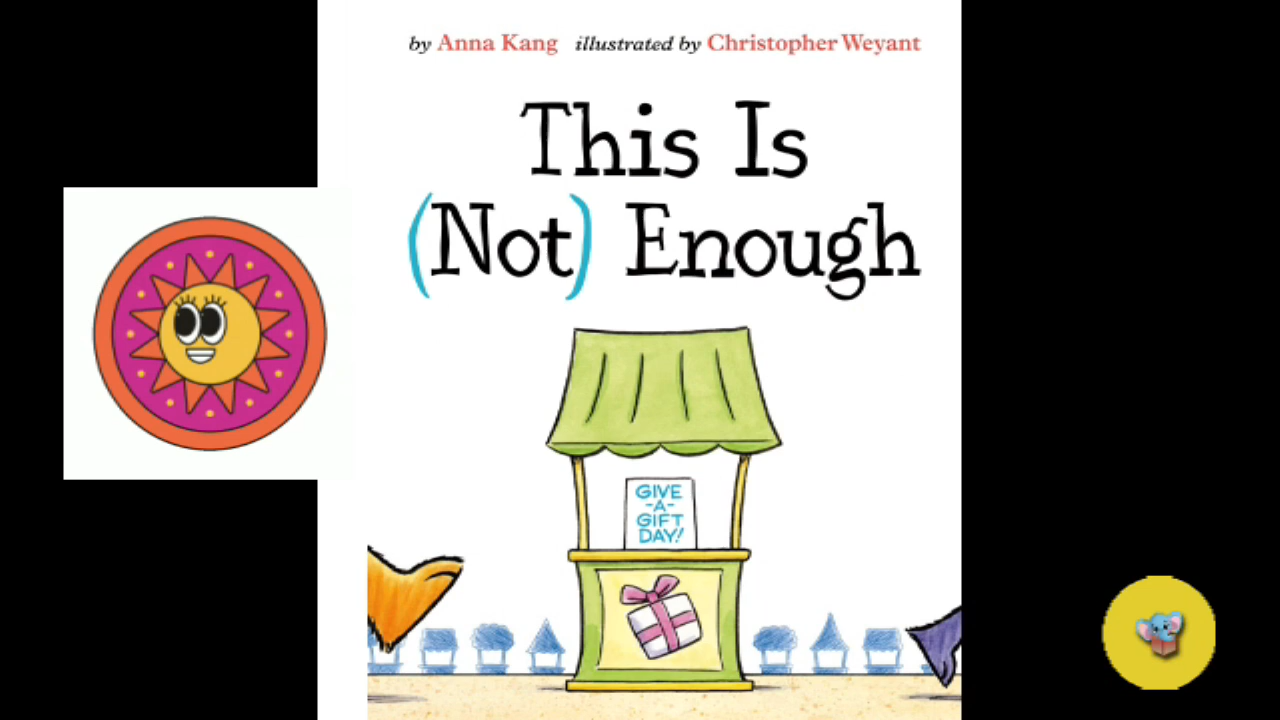 by Anna Kang illustrated by Christopher Weyant
This Is
(Not) Enough
GIVE
-A-
GIFT
DAY!